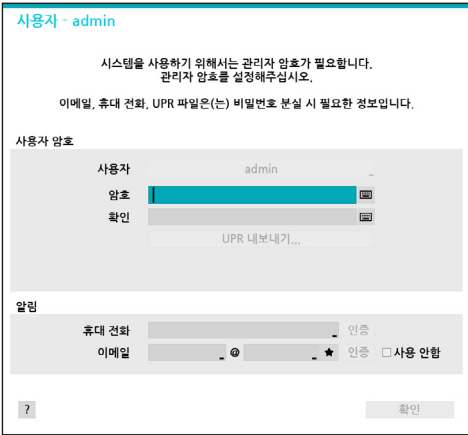 사용자 - admin
시스템을 사용하기 위해서는 관리자 암호가 필요합니다.
관리자 암호를 설정해주십시오.
이메일, 휴대 전화, UPR 파일은(는) 비밀번호 분실 시 필요한 정보입니다.
사용자 암호
사용자 admin
암호
확인
UPR 내보내기...
알림
휴대 전화 인증
이메일 @ 인증 사용 안함
? 확인